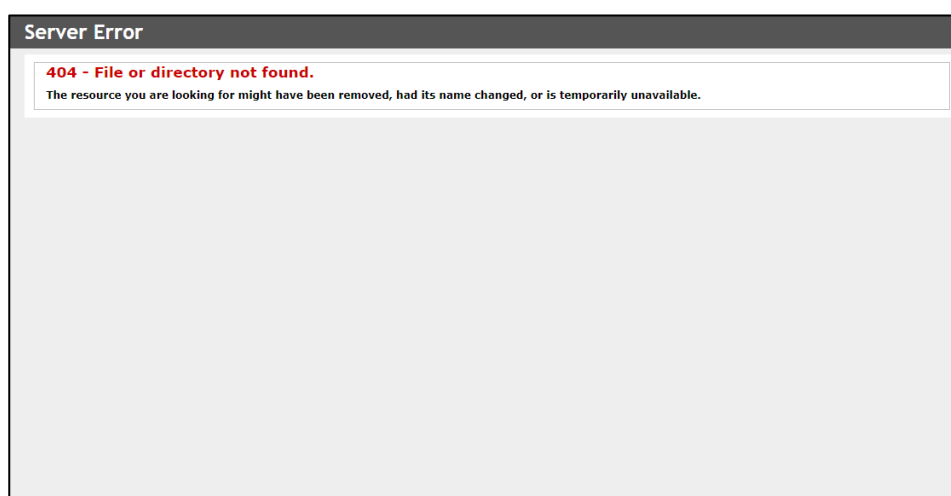 Server Error
404 - File or directory not found.
The resource you are looking for might have been removed, had its name changed, or is temporarily unavailable.